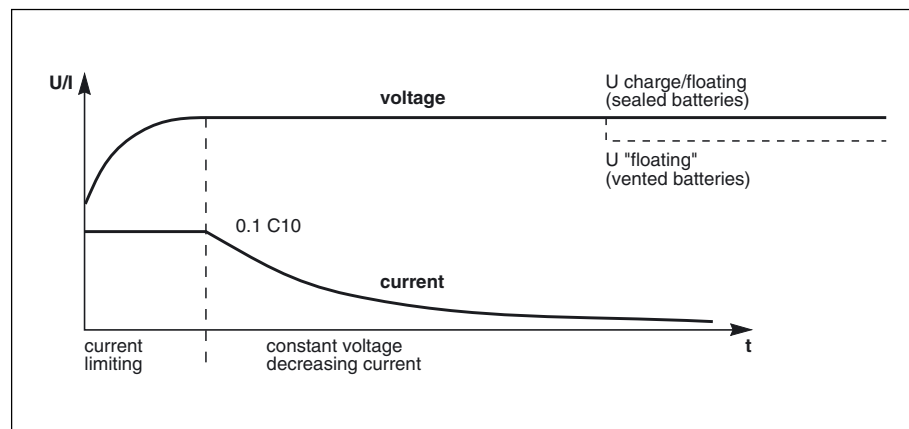 U/I
voltage
U charge/floating
(sealed batteries)
U "floating"
(vented batteries)
0.1 C10
current
t
current
limiting
constant voltage
decreasing current